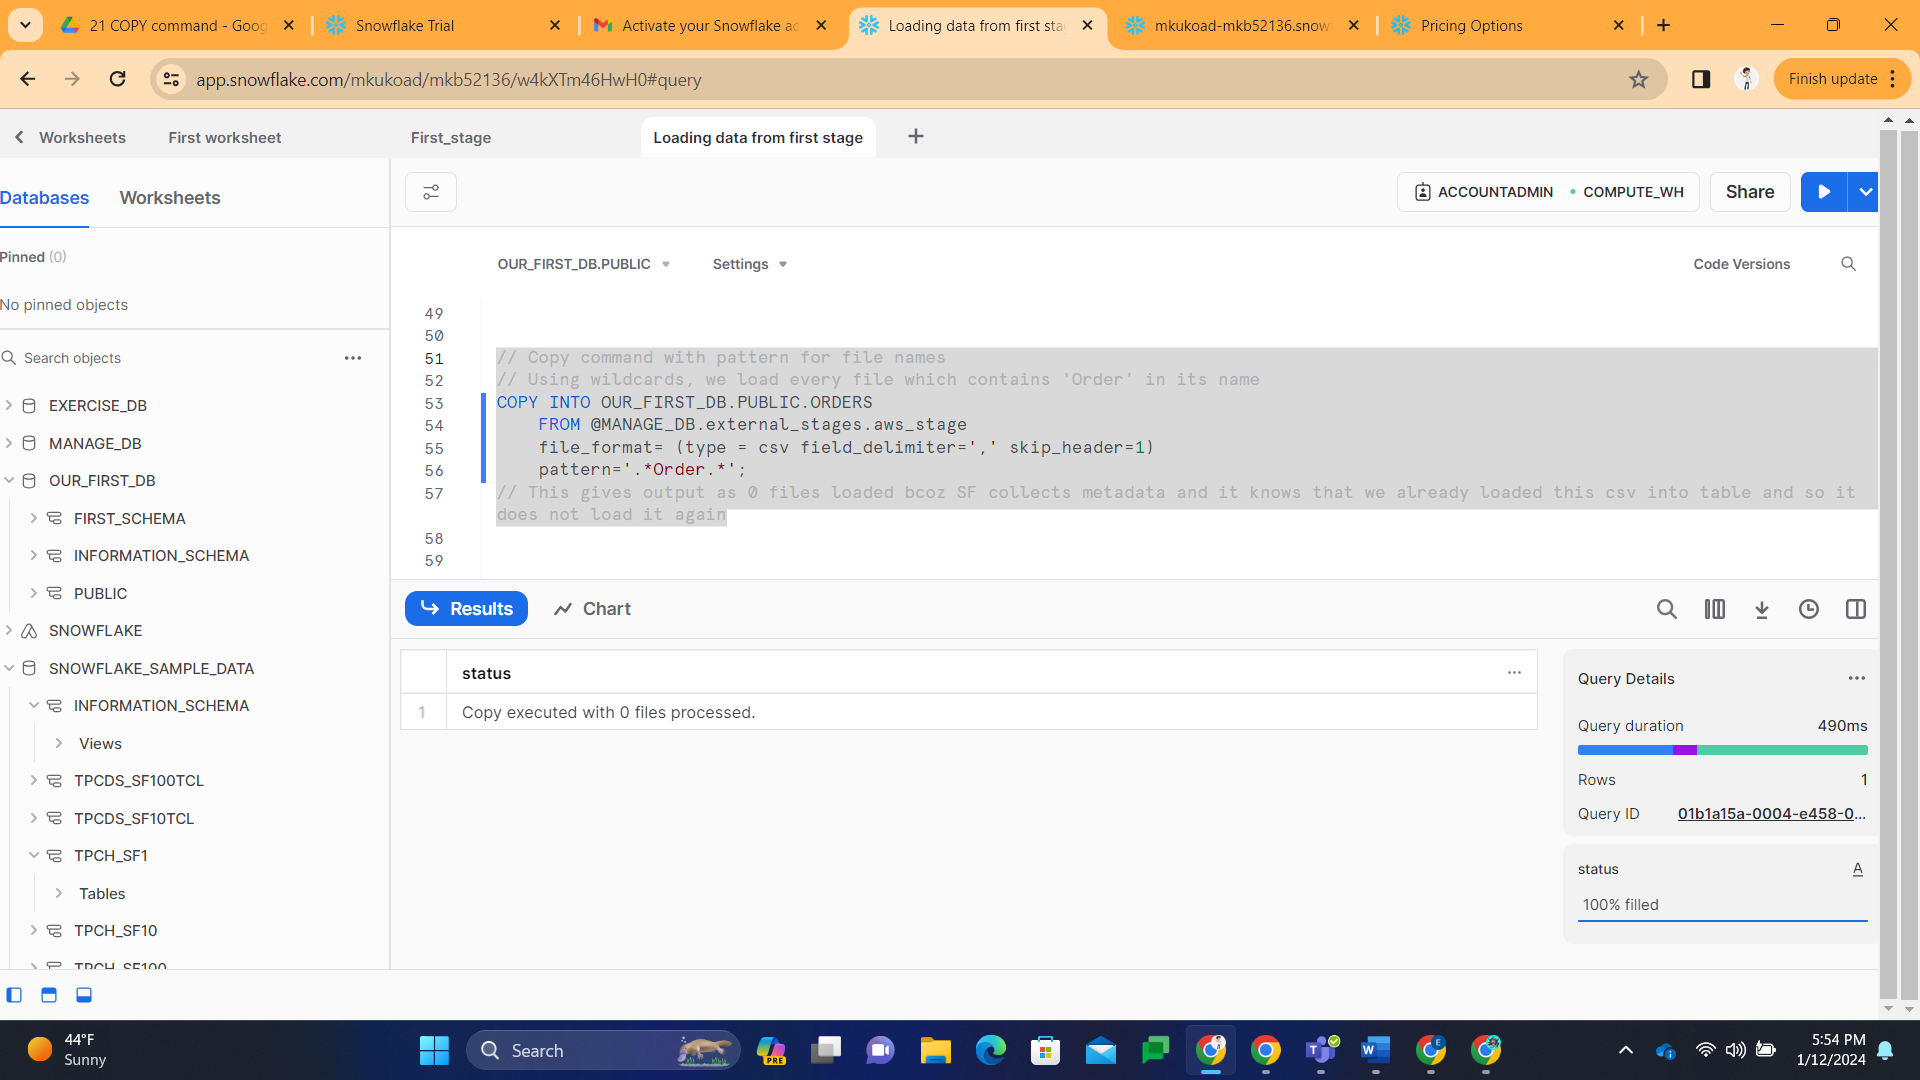 21 COPY command - Goog
Snowflake Trial
Activate your Snowflake ac
Loading data from first sta
mkukoad-mkb52136.snow
Pricing Options
app.snowflake.com/mkukoad/mkb52136/w4kXTm46HwH0#query
Finish update
Worksheets
First worksheet
First_stage
Loading data from first stage
Databases
Worksheets
ACCOUNTADMIN
COMPUTE_WH
Share
Pinned (0)
No pinned objects
Search objects
EXERCISE_DB
MANAGE_DB
OUR_FIRST_DB
FIRST_SCHEMA
INFORMATION_SCHEMA
PUBLIC
SNOWFLAKE
SNOWFLAKE_SAMPLE_DATA
INFORMATION_SCHEMA
Views
TPCDS_SF100TCL
TPCDS_SF10TCL
TPCH_SF1
Tables
TPCH_SF10
TPCH_SF100
OUR_FIRST_DB.PUBLIC
Settings
Code Versions
49
50
51 // Copy command with pattern for file names
52 // Using wildcards, we load every file which contains 'Order' in its name
53 COPY INTO OUR_FIRST_DB.PUBLIC.ORDERS
54 FROM @MANAGE_DB.external_stages.aws_stage
55 file_format= (type = csv field_delimiter=',' skip_header=1)
56 pattern='.*Order.*';
57 // This gives output as 0 files loaded bcoz SF collects metadata and it knows that we already loaded this csv into table and so it
does not load it again
58
59
Results
Chart
status
1 Copy executed with 0 files processed.
Query Details
Query duration 490ms
Rows 1
Query ID 01b1a15a-0004-e458-0...
status A
100% filled
44°F
Sunny
Search
PRE
5:54 PM
1/12/2024